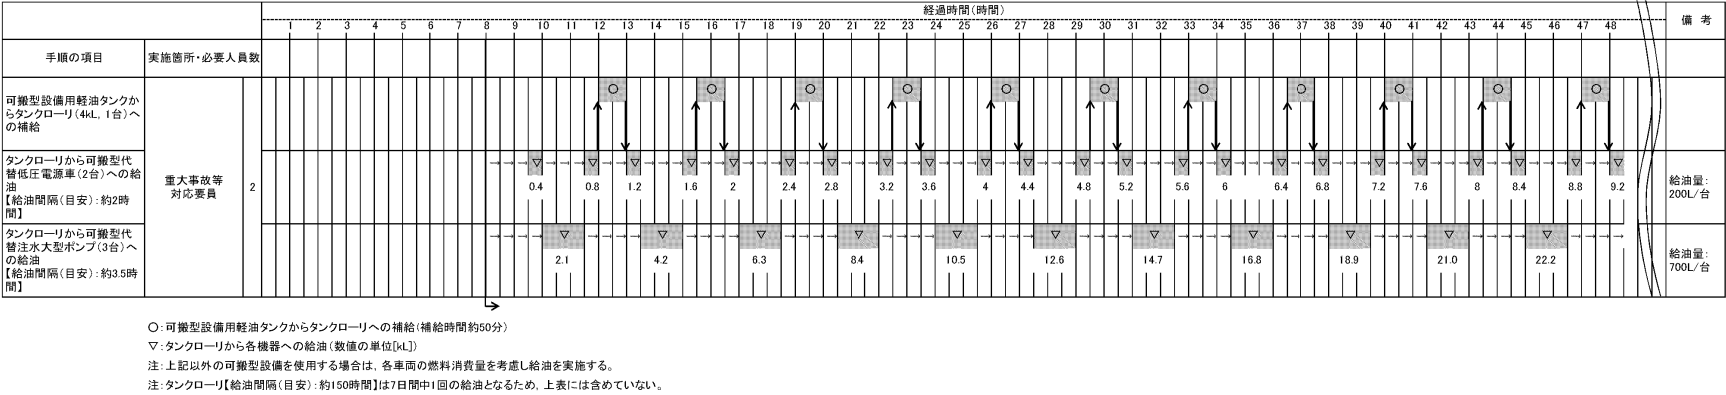 経過時間(時間)
備 考
1 2 3 4 5 6 7 8 9 10 11 12 13 14 15 16 17 18 19 20 21 22 23 24 25 26 27 28 29 30 31 32 33 34 35 36 37 38 39 40 41 42 43 44 45 46 47 48
手順の項目
実施箇所・必要人員数
可搬型設備用軽油タンクか
らタンクローリ(4kL, 1台)へ
の補給
タンクローリから可搬型代
替低圧電源車(2台)への給
油
【給油間隔(目安):約2時
間】
タンクローリから可搬型代
替注水大型ポンプ(3台)へ
の給油
【給油間隔(目安):約3.5時
間】
重大事故等
対応要員
2
0.4 0.8 1.2 1.6 2 2.4 2.8 3.2 3.6 4 4.4 4.8 5.2 5.6 6 6.4 6.8 7.2 7.6 8 8.4 8.8 9.2
給油量:
200L/台
2.1 4.2 6.3 8.4 10.5 12.6 14.7 16.8 18.9 21.0 22.2
給油量:
700L/台
○:可搬型設備用軽油タンクからタンクローリへの補給(補給時間約50分)
▽:タンクローリから各機器への給油(数値の単位[kL])
注:上記以外の可搬型設備を使用する場合は, 各車両の燃料消費量を考慮し給油を実施する。
注:タンクローリ【給油間隔(目安):約150時間】は7日間中1回の給油となるため, 上表には含めていない。